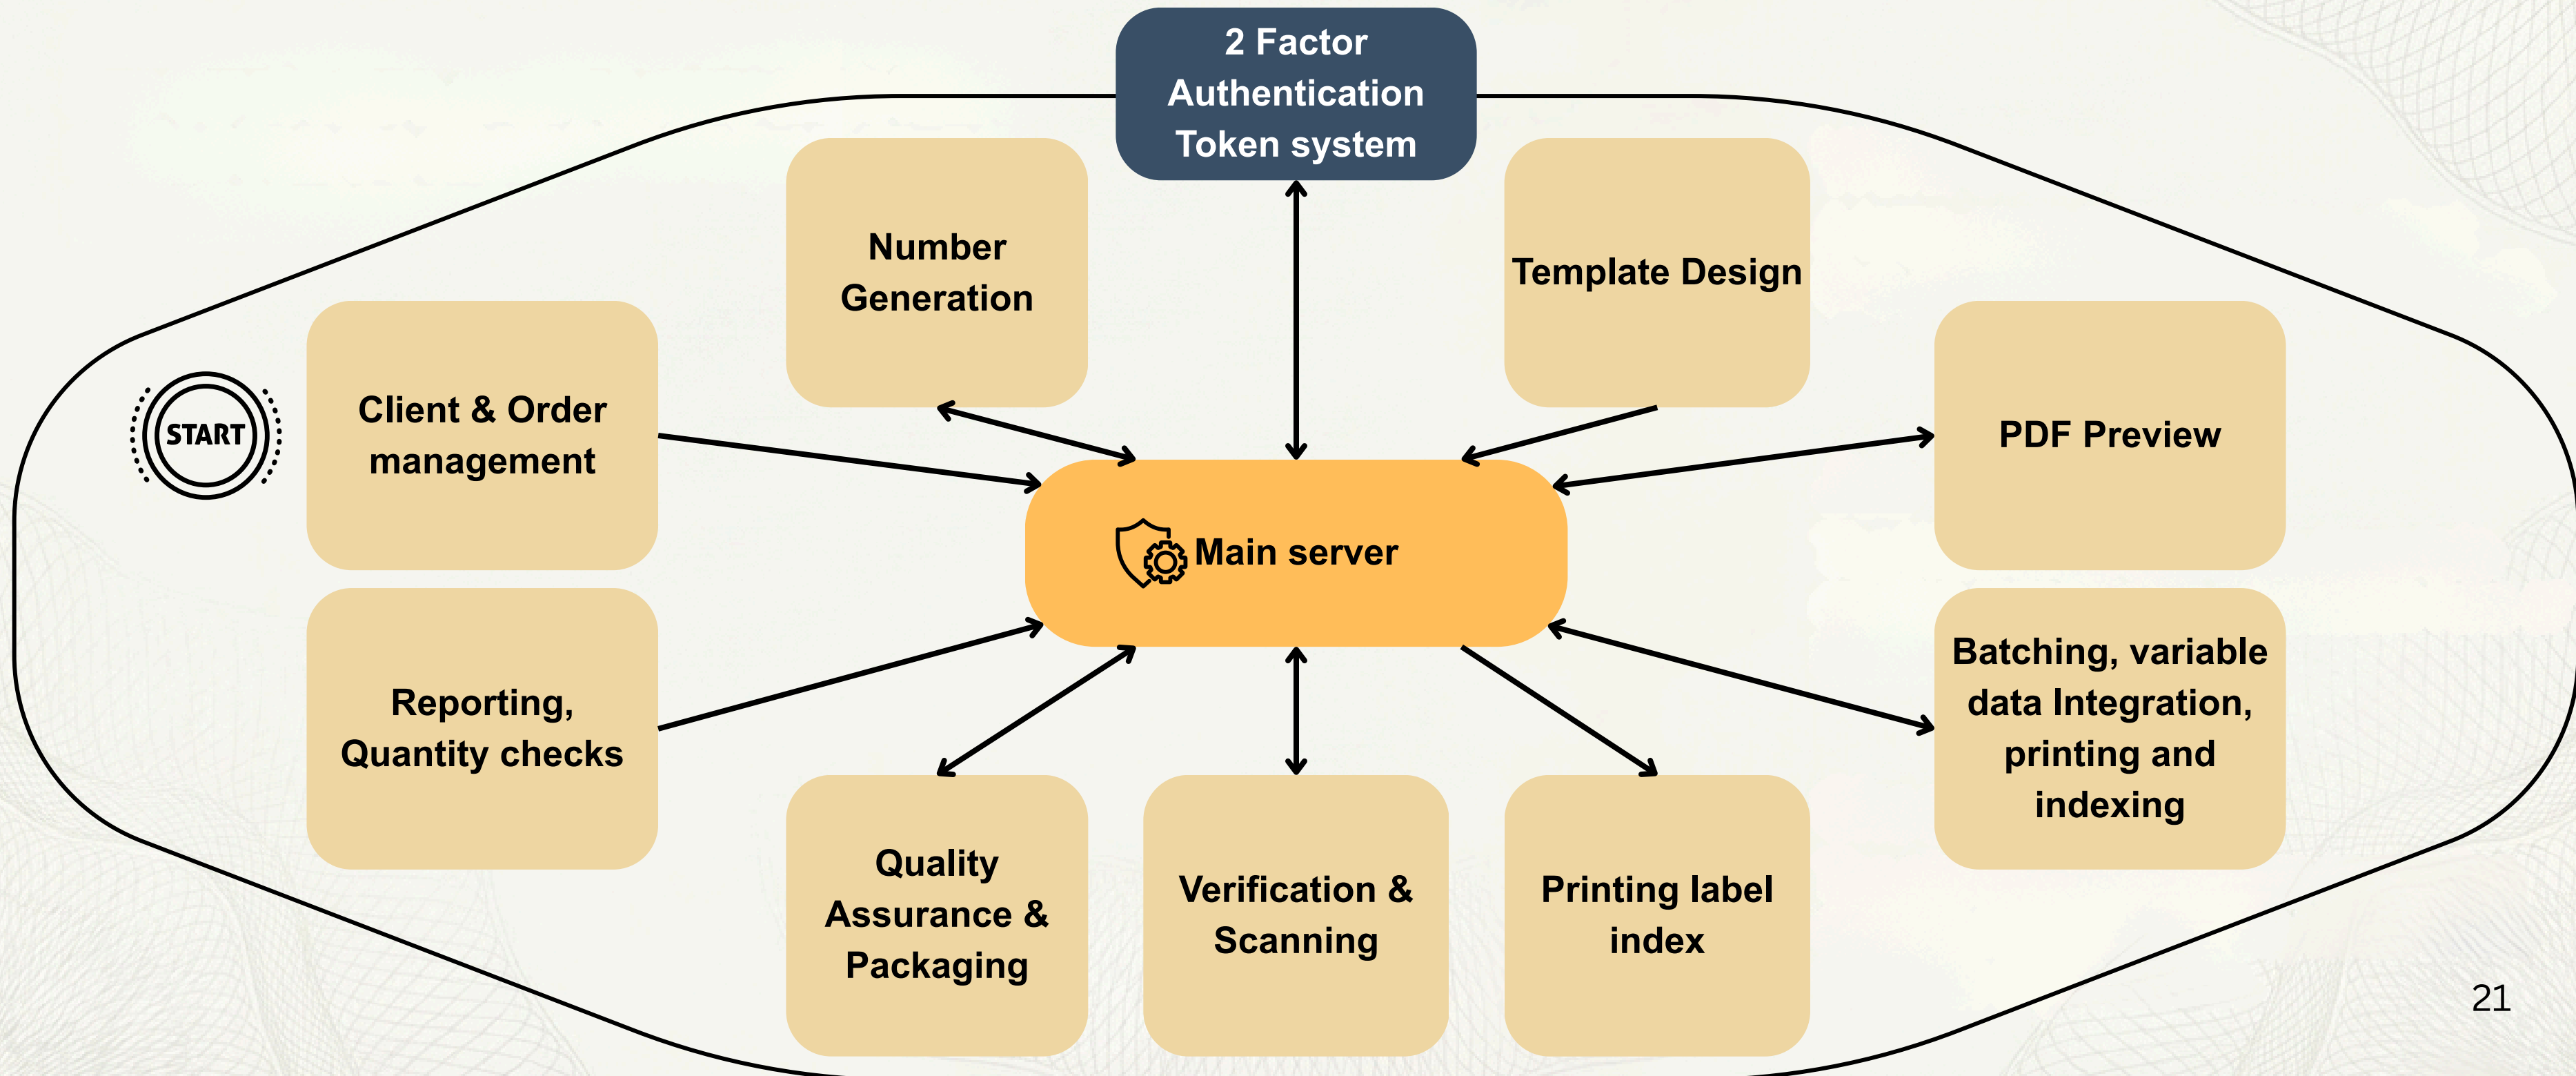 2 Factor
Authentication
Token system
Number
Generation
Template Design
START
Client & Order
management
PDF Preview
Main server
Reporting,
Quantity checks
Batching, variable
data Integration,
printing and
indexing
Quality
Assurance &
Packaging
Verification &
Scanning
Printing label
index
21